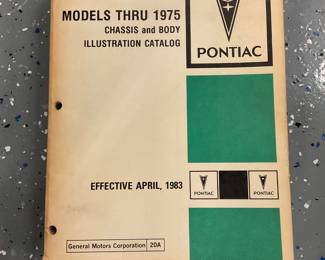 MODELS THRU 1975
CHASSIS and BODY
ILLUSTRATION CATALOG
PONTIAC
EFFECTIVE APRIL, 1983
PONTIAC
PONTIAC
General Motors Corporation 20A